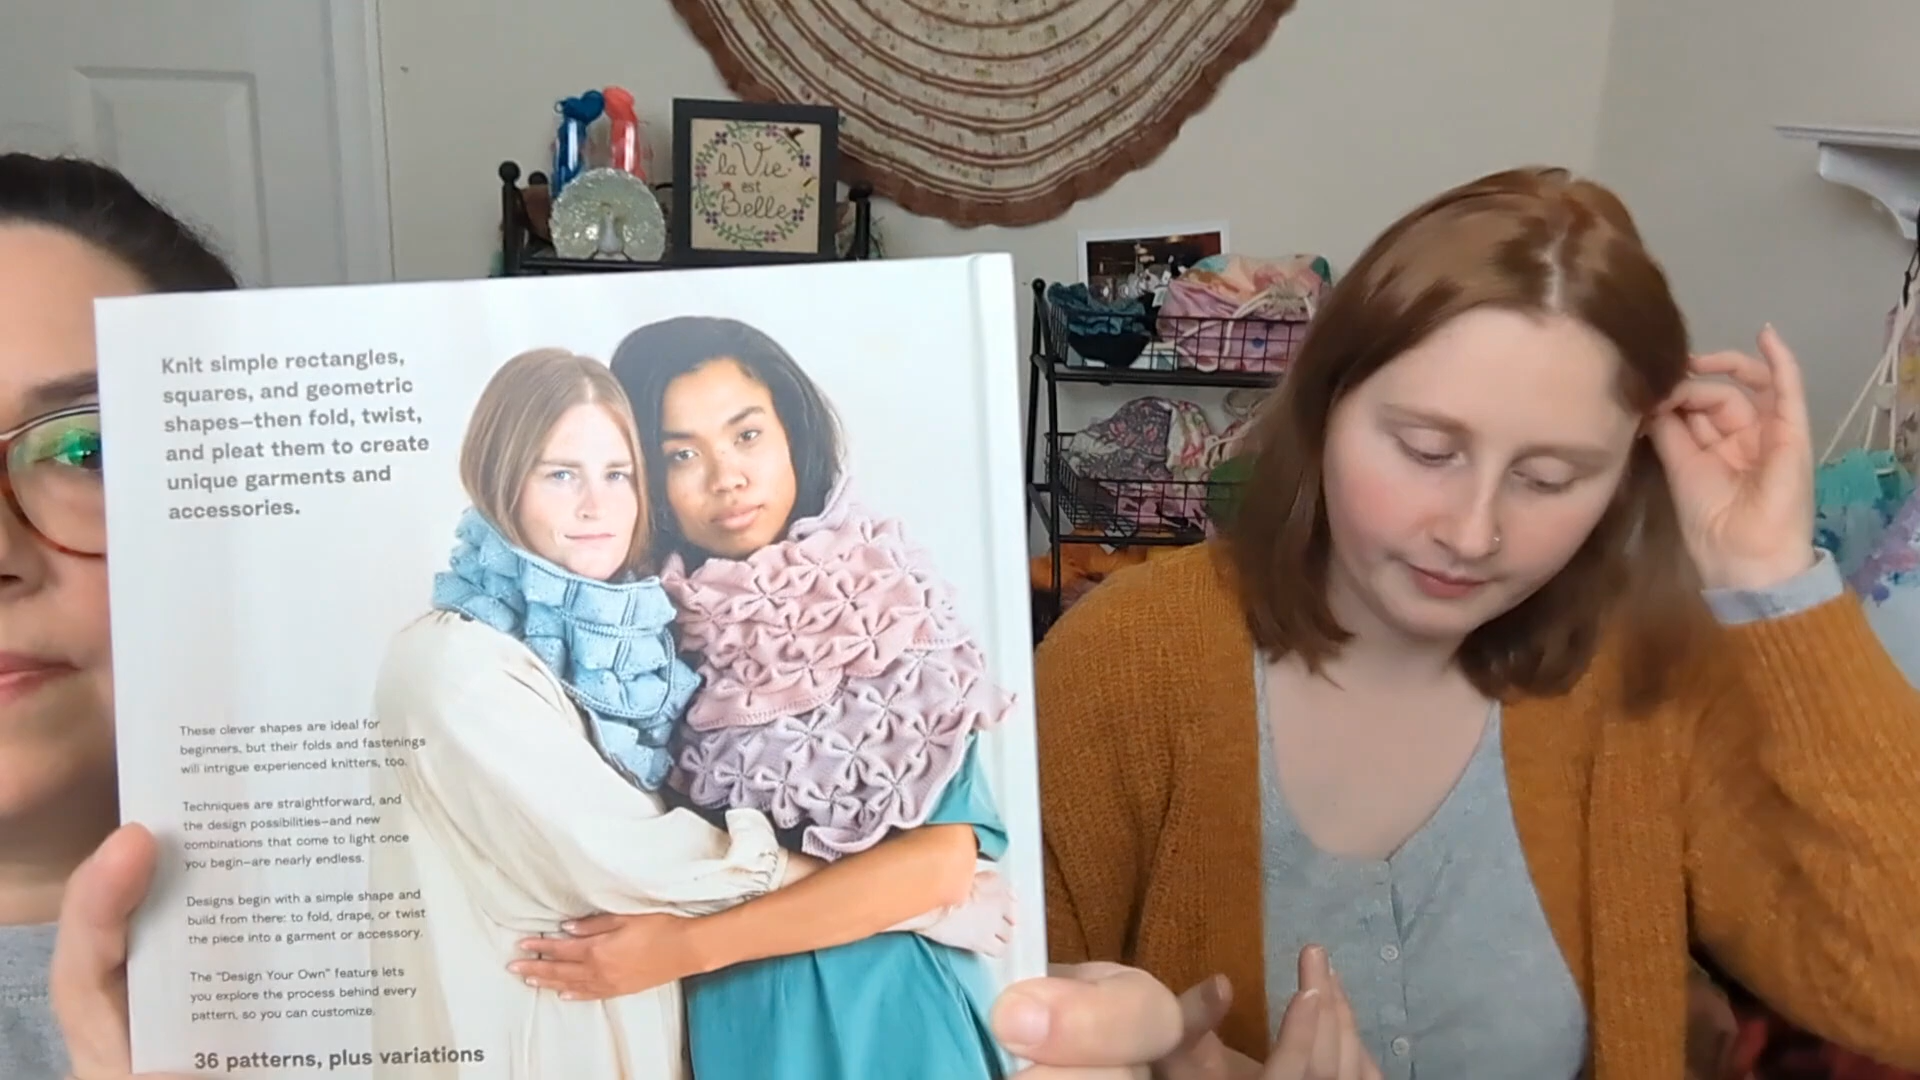 la Vie
est
Belle
Knit simple rectangles,
squares, and geometric
shapes—then fold, twist,
and pleat them to create
unique garments and
accessories.
These clever shapes are ideal for
beginners, but their folds and fastenings
will intrigue experienced knitters, too.
Techniques are straightforward, and
the design possibilities—and new
combinations that come to light once
you begin—are nearly endless.
Designs begin with a simple shape and
build from there: to fold, drape, or twist
the piece into a garment or accessory.
The “Design Your Own” feature lets
you explore the process behind every
pattern, so you can customize.
36 patterns, plus variations